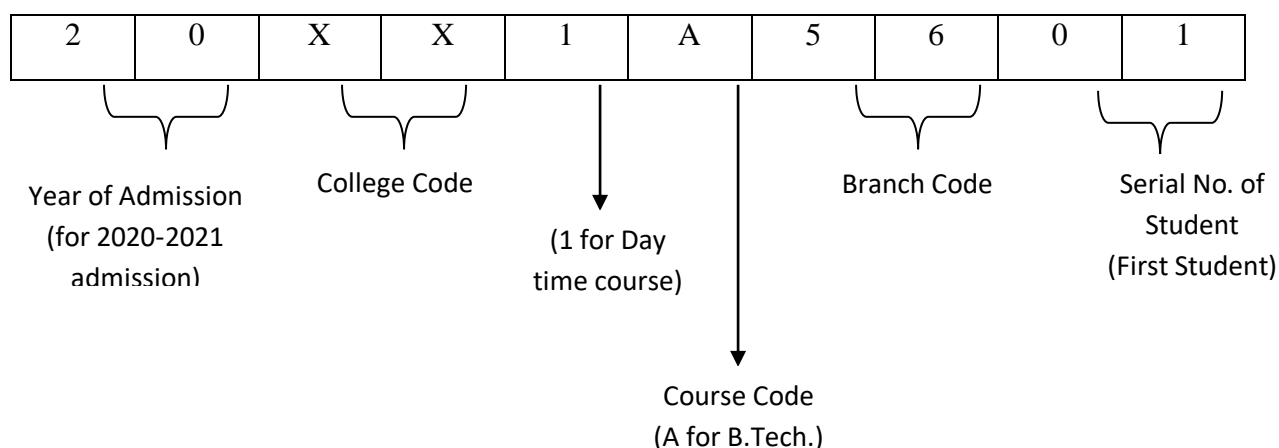 2 0 X X 1 A 5 6 0 1
Year of Admission
(for 2020-2021
admission)
College Code
(1 for Day
time course)
Course Code
(A for B.Tech.)
Branch Code
Serial No. of
Student
(First Student)